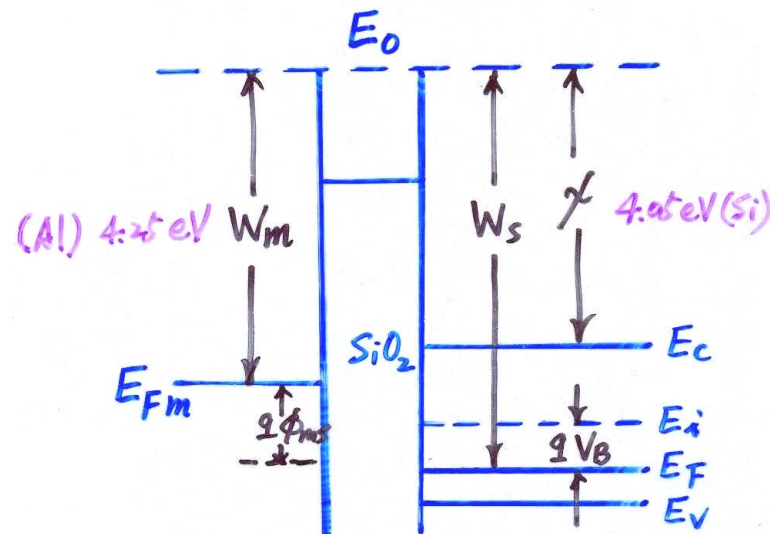 E₀
(Al) 4.25 eV Wm Ws χ 4.05 eV (Si)
SiO₂ Ec
EFm
qϕms Ei
qVB
EF
Ev